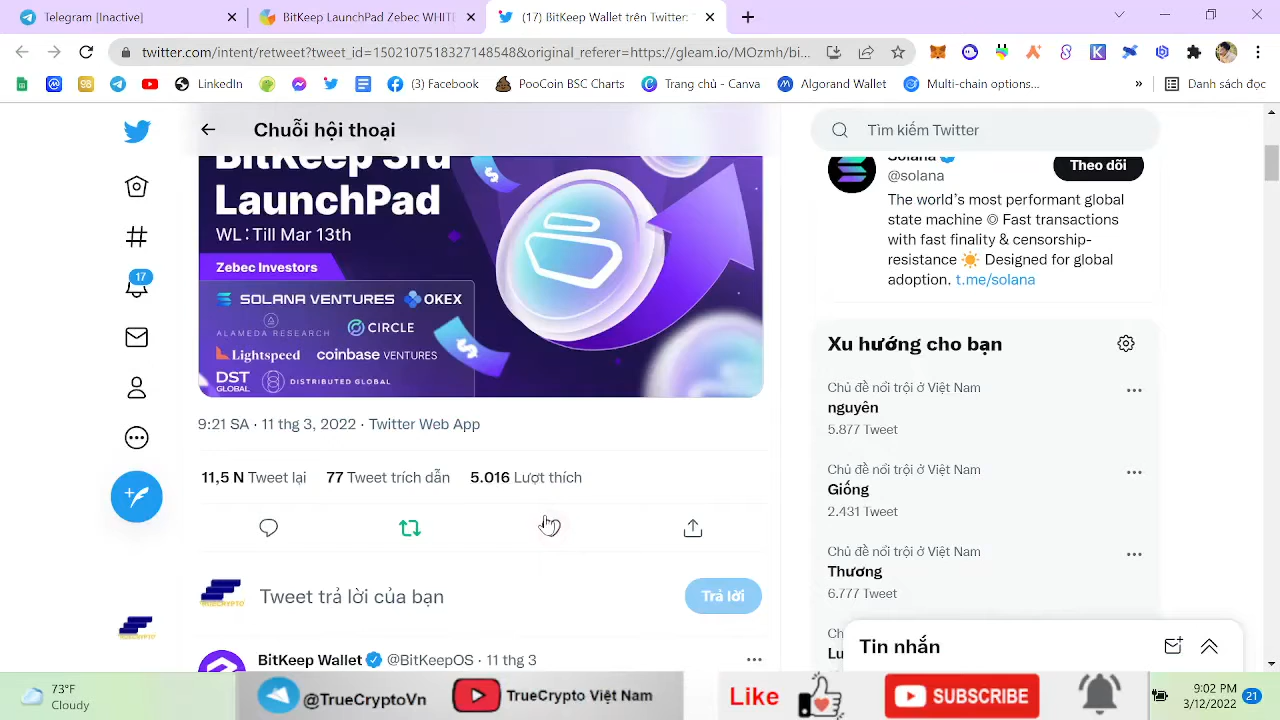 Telegram [Inactive]
BitKeep LaunchPad Zebec WHIT
(17) BitKeep Wallet trên Twitter:
twitter.com/intent/retweet?tweet_id=1502107518327148548&original_referer=https://gleam.io/MOzmh/bi...
LinkedIn
(3) Facebook
PooCoin BSC Charts
Trang chủ - Canva
Algorand Wallet
Multi-chain options...
»
Danh sách đọc
Chuỗi hội thoại
Tìm kiếm Twitter
BitKeep 3rd
LaunchPad
WL : Till Mar 13th
Zebec Investors
SOLANA VENTURES OKEX
ALAMEDA RESEARCH CIRCLE
Lightspeed coinbase VENTURES
DST GLOBAL DISTRIBUTED GLOBAL
9:21 SA · 11 thg 3, 2022 · Twitter Web App
11,5 N Tweet lại 77 Tweet trích dẫn 5.016 Lượt thích
17
TRUECRYPTO
Tweet trả lời của bạn
Trả lời
TRUECRYPTO
BitKeep Wallet @BitKeepOS · 11 thg 3
Solana
@solana
Theo dõi
The world's most performant global
state machine ◎ Fast transactions
with fast finality & censorship-
resistance ☀️ Designed for global
adoption. t.me/solana
Xu hướng cho bạn
Chủ đề nổi trội ở Việt Nam
nguyên
5.877 Tweet
Chủ đề nổi trội ở Việt Nam
Giống
2.431 Tweet
Chủ đề nổi trội ở Việt Nam
Thương
6.777 Tweet
Tin nhắn
73°F
Cloudy
@TrueCryptoVn
TrueCrypto Việt Nam
Like
SUBSCRIBE
9:02 PM
3/12/2022
21